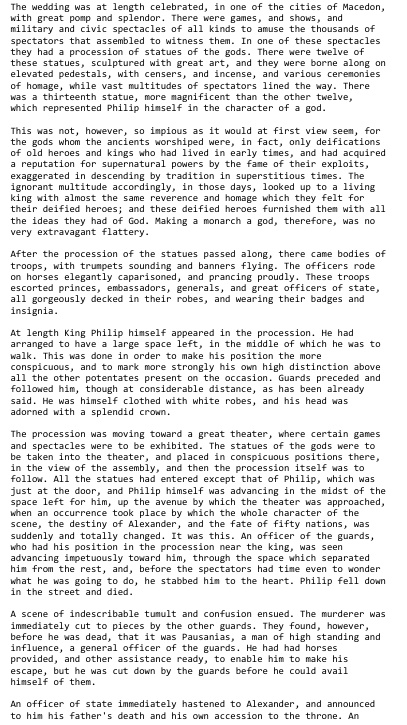 The wedding was at length celebrated, in one of the cities of Macedon,
with great pomp and splendor. There were games, and shows, and
military and civic spectacles of all kinds to amuse the thousands of
spectators that assembled to witness them. In one of these spectacles
they had a procession of statues of the gods. There were twelve of
these statues, sculptured with great art, and they were borne along on
elevated pedestals, with censers, and incense, and various ceremonies
of homage, while vast multitudes of spectators lined the way. There
was a thirteenth statue, more magnificent than the other twelve,
which represented Philip himself in the character of a god.

This was not, however, so impious as it would at first view seem, for
the gods whom the ancients worshiped were, in fact, only deifications
of old heroes and kings who had lived in early times, and had acquired
a reputation for supernatural powers by the fame of their exploits,
exaggerated in descending by tradition in superstitious times. The
ignorant multitude accordingly, in those days, looked up to a living
king with almost the same reverence and homage which they felt for
their deified heroes; and these deified heroes furnished them with all
the ideas they had of God. Making a monarch a god, therefore, was no
very extravagant flattery.

After the procession of the statues passed along, there came bodies of
troops, with trumpets sounding and banners flying. The officers rode
on horses elegantly caparisoned, and prancing proudly. These troops
escorted princes, embassadors, generals, and great officers of state,
all gorgeously decked in their robes, and wearing their badges and
insignia.

At length King Philip himself appeared in the procession. He had
arranged to have a large space left, in the middle of which he was to
walk. This was done in order to make his position the more
conspicuous, and to mark more strongly his own high distinction above
all the other potentates present on the occasion. Guards preceded and
followed him, though at considerable distance, as has been already
said. He was himself clothed with white robes, and his head was
adorned with a splendid crown.

The procession was moving toward a great theater, where certain games
and spectacles were to be exhibited. The statues of the gods were to
be taken into the theater, and placed in conspicuous positions there,
in the view of the assembly, and then the procession itself was to
follow. All the statues had entered except that of Philip, which was
just at the door, and Philip himself was advancing in the midst of the
space left for him, up the avenue by which the theater was approached,
when an occurrence took place by which the whole character of the
scene, the destiny of Alexander, and the fate of fifty nations, was
suddenly and totally changed. It was this. An officer of the guards,
who had his position in the procession near the king, was seen
advancing impetuously toward him, through the space which separated
him from the rest, and, before the spectators had time even to wonder
what he was going to do, he stabbed him to the heart. Philip fell down
in the street and died.

A scene of indescribable tumult and confusion ensued. The murderer was
immediately cut to pieces by the other guards. They found, however,
before he was dead, that it was Pausanias, a man of high standing and
influence, a general officer of the guards. He had had horses
provided, and other assistance ready, to enable him to make his
escape, but he was cut down by the guards before he could avail
himself of them.

An officer of state immediately hastened to Alexander, and announced
to him his father's death and his own accession to the throne. An